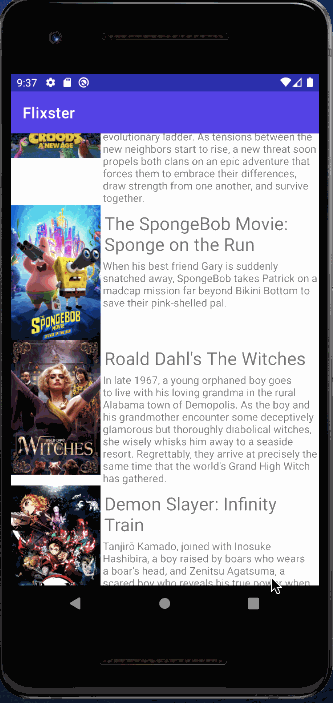 9:37
Flixster
CROODS
A NEW AGE
evolutionary ladder. As tensions between the
new neighbors start to rise, a new threat soon
propels both clans on an epic adventure that
forces them to embrace their differences,
draw strength from one another, and survive
together.
The SpongeBob Movie:
Sponge on the Run
When his best friend Gary is suddenly
snatched away, SpongeBob takes Patrick on a
madcap mission far beyond Bikini Bottom to
save their pink-shelled pal.
SPONGEBOB
MOVIE
Roald Dahl's The Witches
In late 1967, a young orphaned boy goes
to live with his loving grandma in the rural
Alabama town of Demopolis. As the boy and
his grandmother encounter some deceptively
glamorous but thoroughly diabolical witches,
she wisely whisks him away to a seaside
resort. Regrettably, they arrive at precisely the
same time that the world's Grand High Witch
has gathered.
WITCHES
Demon Slayer: Infinity
Train
Tanjirō Kamado, joined with Inosuke
Hashibira, a boy raised by boars who wears
a boar's head, and Zenitsu Agatsuma, a
scared boy who reveals his true power when